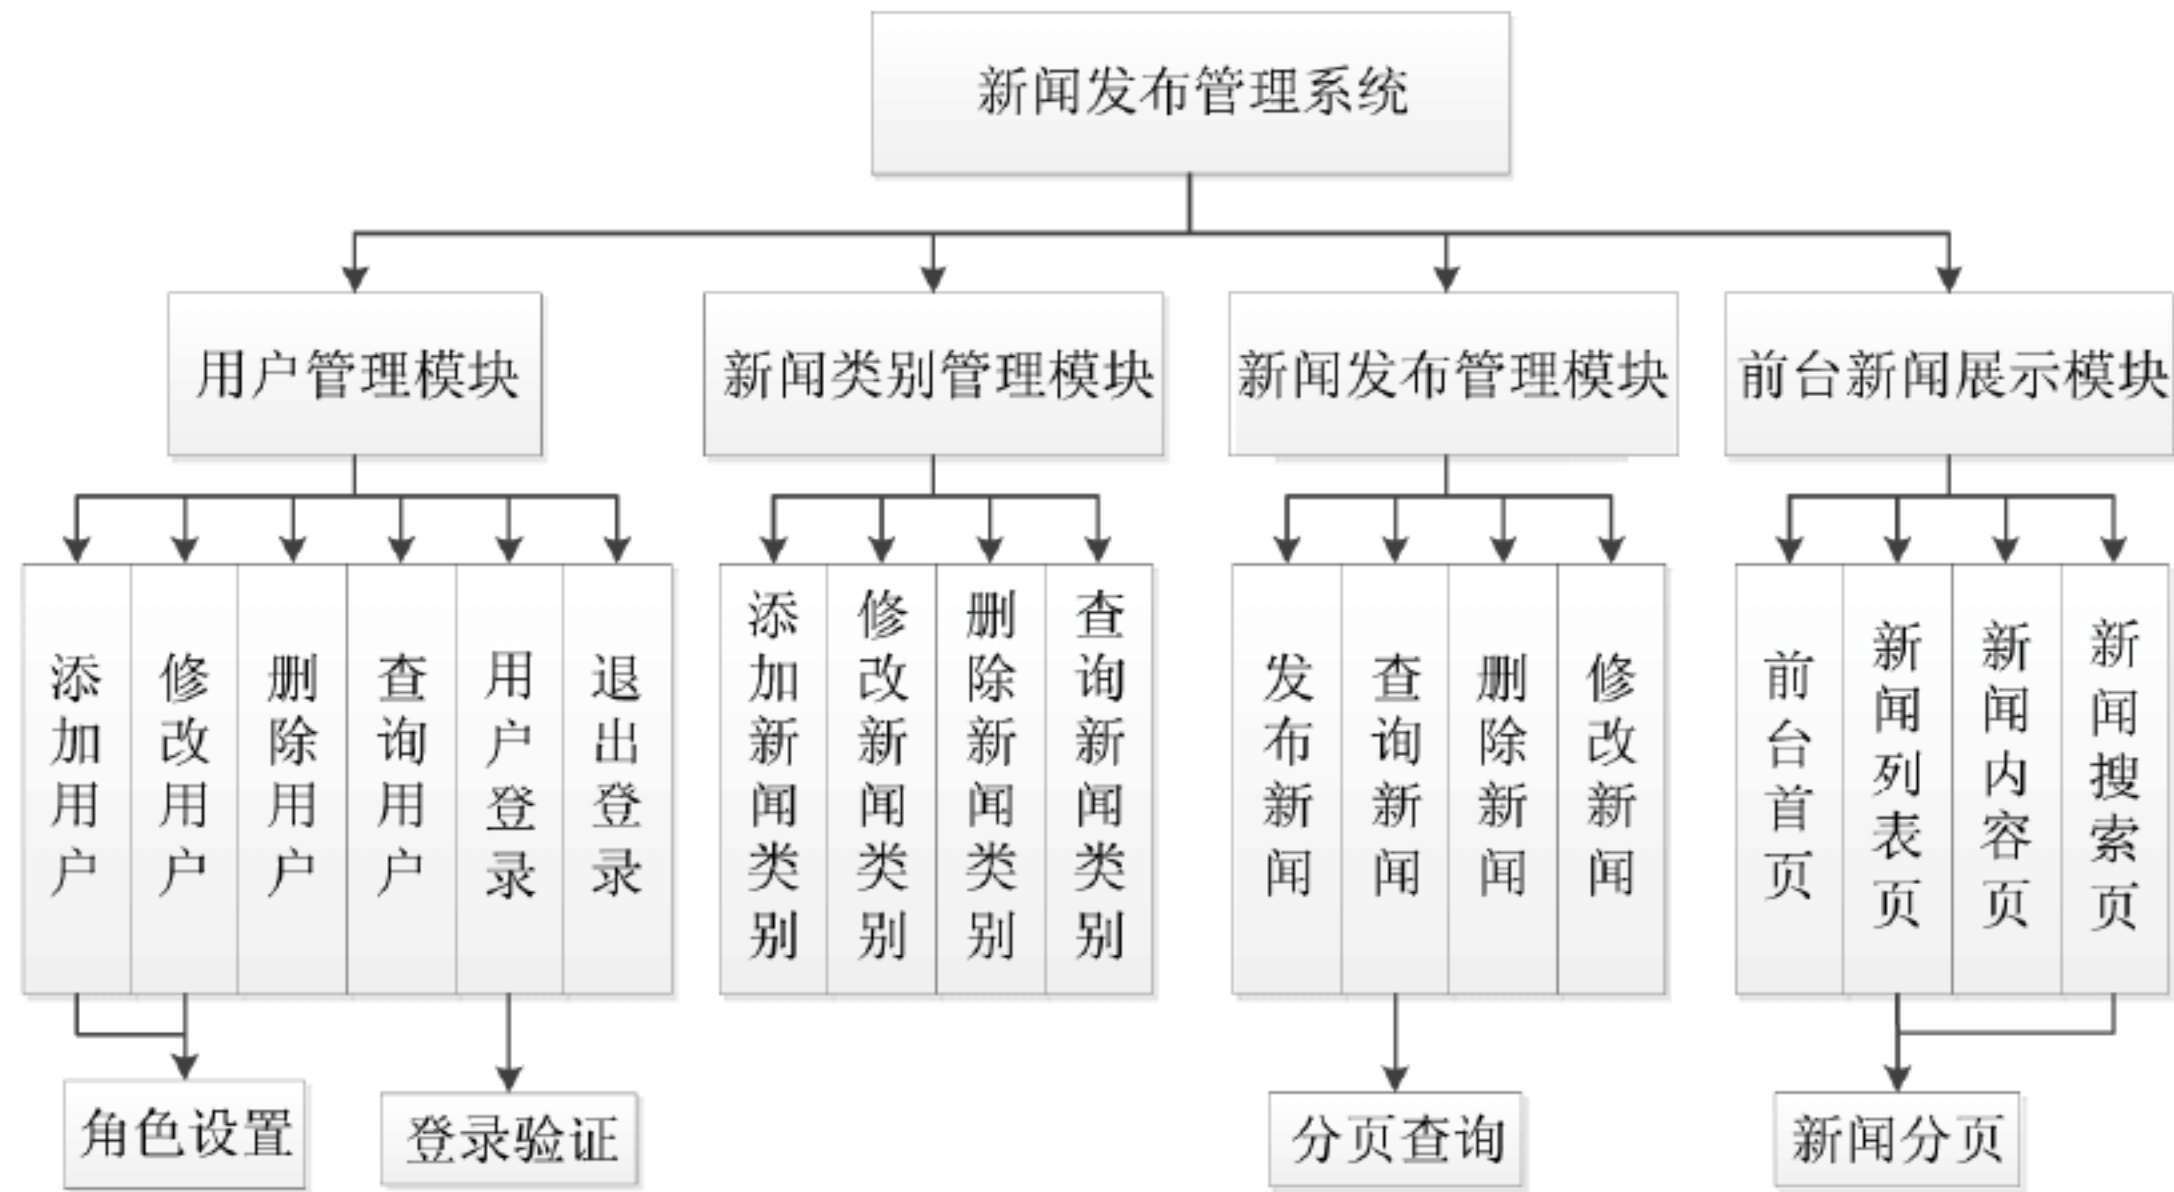 新闻发布管理系统
用户管理模块
新闻类别管理模块
新闻发布管理模块
前台新闻展示模块
添加用户
修改用户
删除用户
查询用户
用户登录
退出登录
添加新闻类别
修改新闻类别
删除新闻类别
查询新闻类别
发布新闻
查询新闻
删除新闻
修改新闻
前台首页
新闻列表页
新闻内容页
新闻搜索页
角色设置
登录验证
分页查询
新闻分页